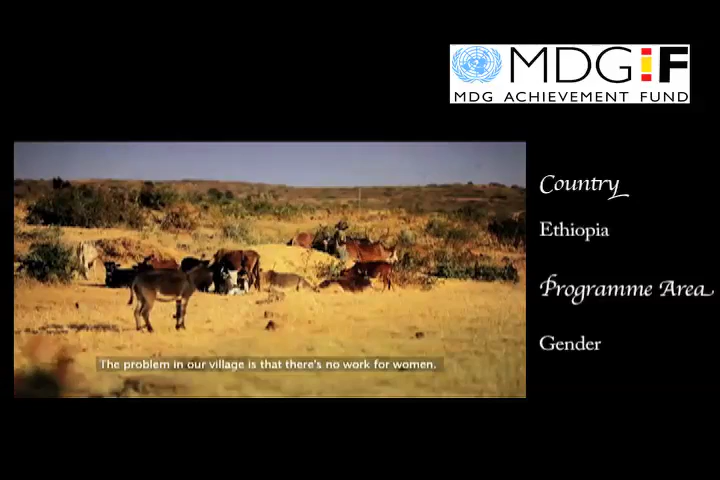 MDG:F
MDG ACHIEVEMENT FUND
Country
Ethiopia
Programme Area
Gender
The problem in our village is that there's no work for women.